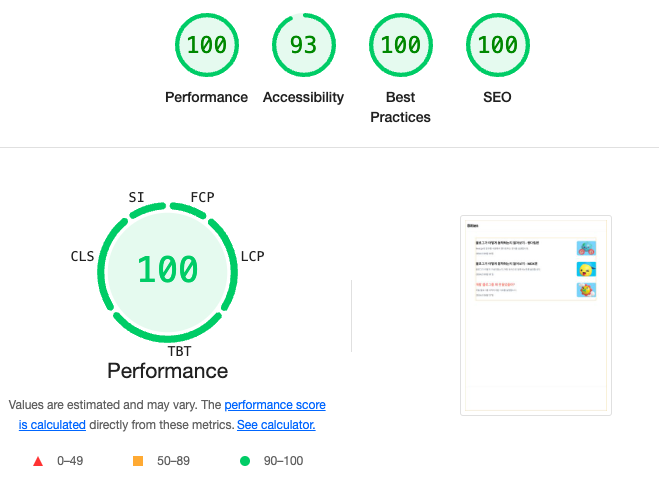 100
93
100
100
Performance
Accessibility
Best
Practices
SEO
SI
FCP
CLS
LCP
100
TBT
Performance
Values are estimated and may vary. The performance score
is calculated directly from these metrics. See calculator.
0–49
50–89
90–100